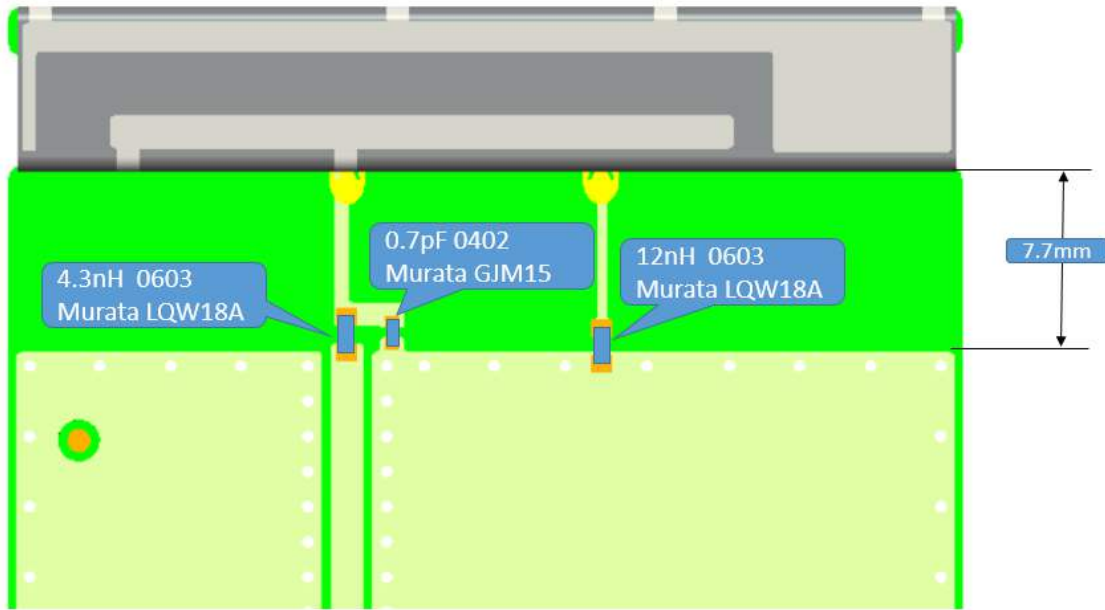 0.7pF 0402
Murata GJM15
12nH 0603
Murata LQW18A
7.7mm
4.3nH 0603
Murata LQW18A